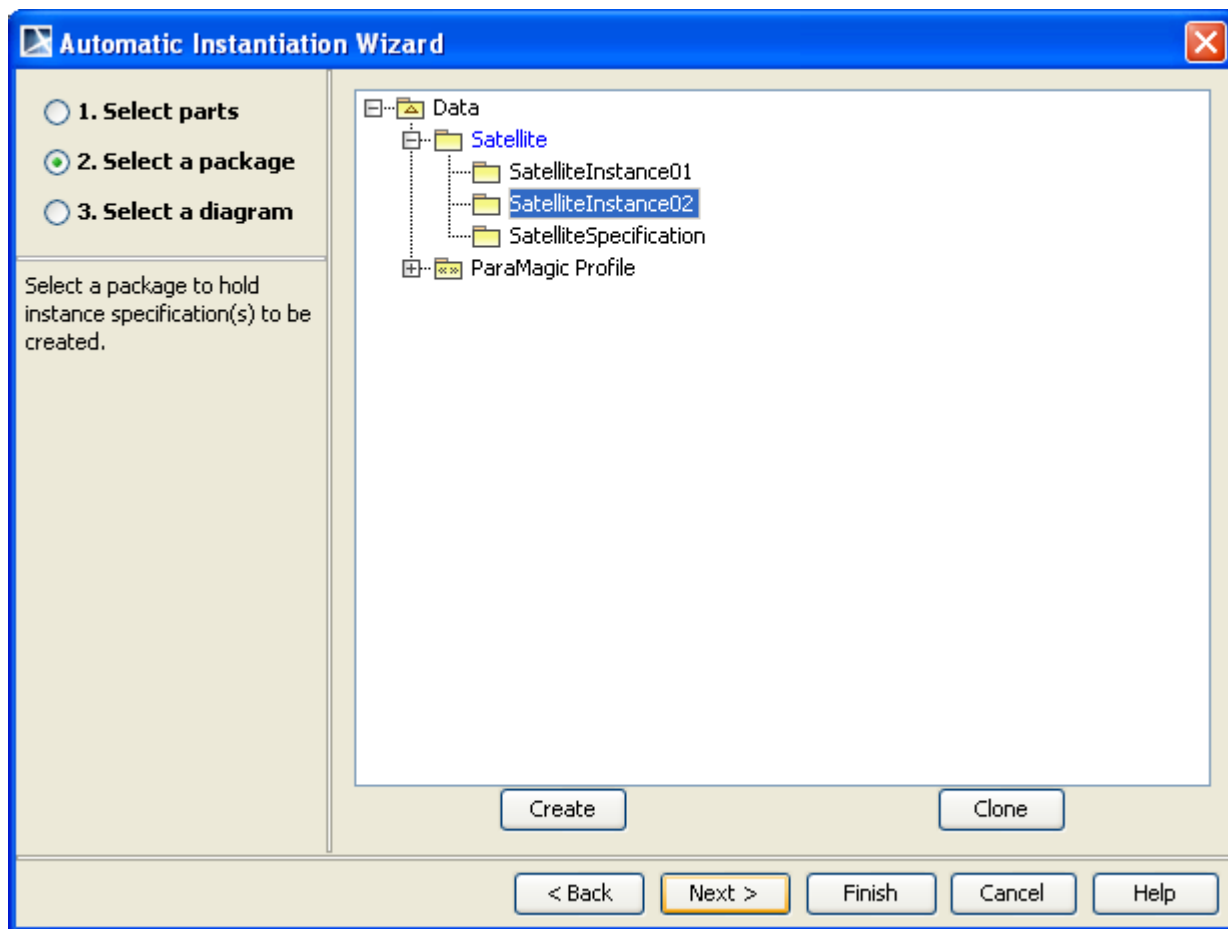 Automatic Instantiation Wizard
1. Select parts
2. Select a package
3. Select a diagram
Select a package to hold
instance specification(s) to be
created.
Data
Satellite
SatelliteInstance01
SatelliteInstance02
SatelliteSpecification
«» ParaMagic Profile
Create
Clone
< Back
Next >
Finish
Cancel
Help